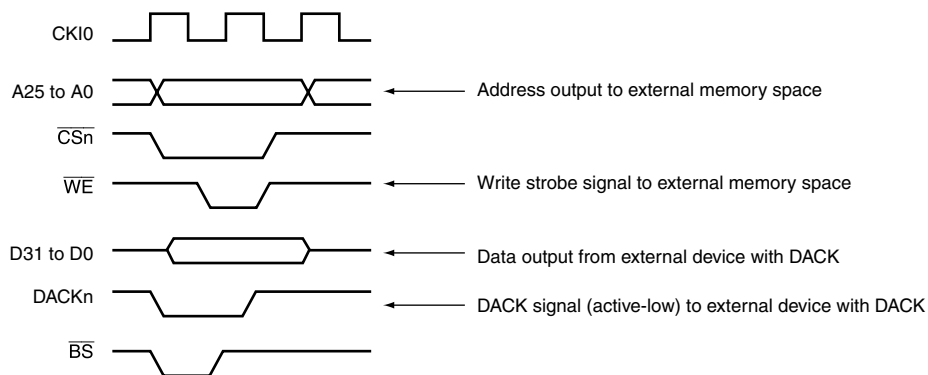 CKI0
A25 to A0
Address output to external memory space
CSn
WE
Write strobe signal to external memory space
D31 to D0
Data output from external device with DACK
DACKn
DACK signal (active-low) to external device with DACK
BS